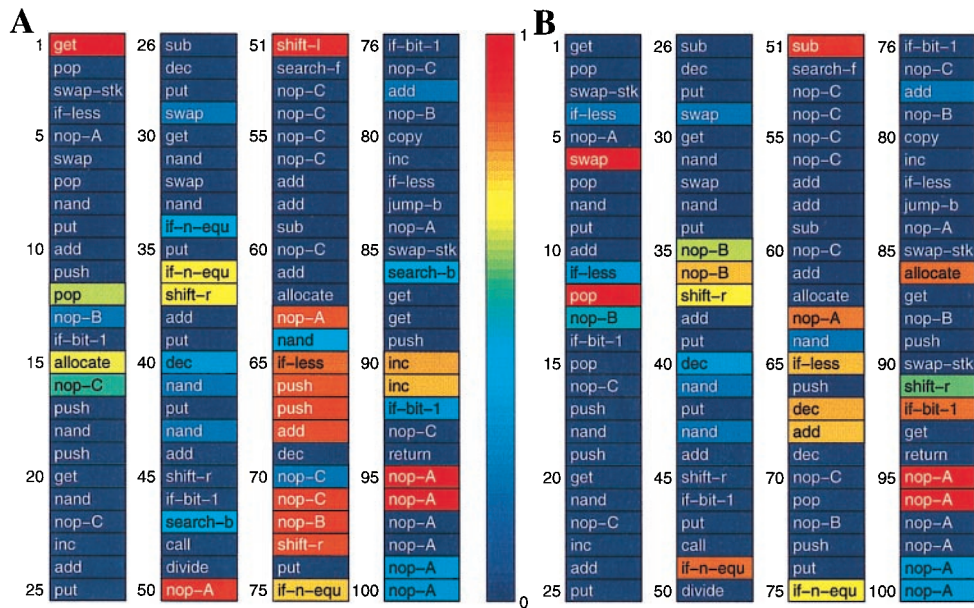 A
1 get
pop
swap-stk
if-less
5 nop-A
swap
pop
nand
put
10 add
push
pop
nop-B
if-bit-1
15 allocate
nop-C
push
nand
push
20 get
nand
nop-C
inc
add
25 put
26 sub
dec
put
swap
30 get
nand
swap
nand
if-n-equ
35 put
if-n-equ
shift-r
add
put
40 dec
nand
put
nand
add
45 shift-r
if-bit-1
search-b
call
divide
50 nop-A
51 shift-l
search-f
nop-C
nop-C
55 nop-C
nop-C
add
add
sub
60 nop-C
add
allocate
nop-A
nand
65 if-less
push
push
add
dec
70 nop-C
nop-C
nop-B
shift-r
put
75 if-n-equ
76 if-bit-1
nop-C
add
nop-B
80 copy
inc
if-less
jump-b
nop-A
85 swap-stk
search-b
get
get
push
90 inc
inc
if-bit-1
nop-C
return
95 nop-A
nop-A
nop-A
nop-A
nop-A
100 nop-A
1
0
B
1 get
pop
swap-stk
if-less
5 nop-A
swap
pop
nand
put
10 add
if-less
pop
nop-B
if-bit-1
15 pop
nop-C
push
nand
push
20 get
nand
nop-C
inc
add
25 put
26 sub
dec
put
swap
30 get
nand
swap
nand
put
35 nop-B
nop-B
shift-r
add
put
40 dec
nand
put
nand
add
45 shift-r
if-bit-1
put
call
if-n-equ
50 divide
51 sub
search-f
nop-C
nop-C
55 nop-C
nop-C
add
add
sub
60 nop-C
add
allocate
nop-A
nand
65 if-less
push
dec
add
dec
70 nop-C
pop
nop-B
push
put
75 if-n-equ
76 if-bit-1
nop-C
add
nop-B
80 copy
inc
if-less
jump-b
nop-A
85 swap-stk
allocate
get
nop-B
push
90 swap-stk
shift-r
if-bit-1
get
return
95 nop-A
nop-A
nop-A
nop-A
nop-A
100 nop-A